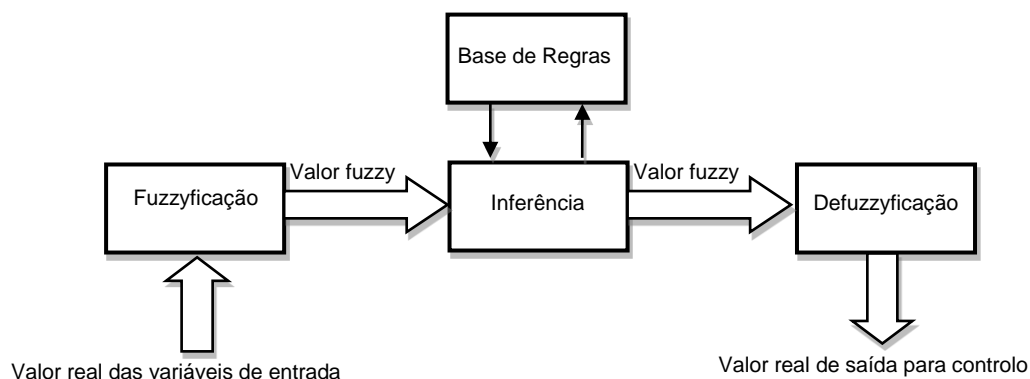 Base de Regras
Valor fuzzy
Valor fuzzy
Fuzzyficação
Inferência
Defuzzyficação
Valor real das variáveis de entrada
Valor real de saída para controlo